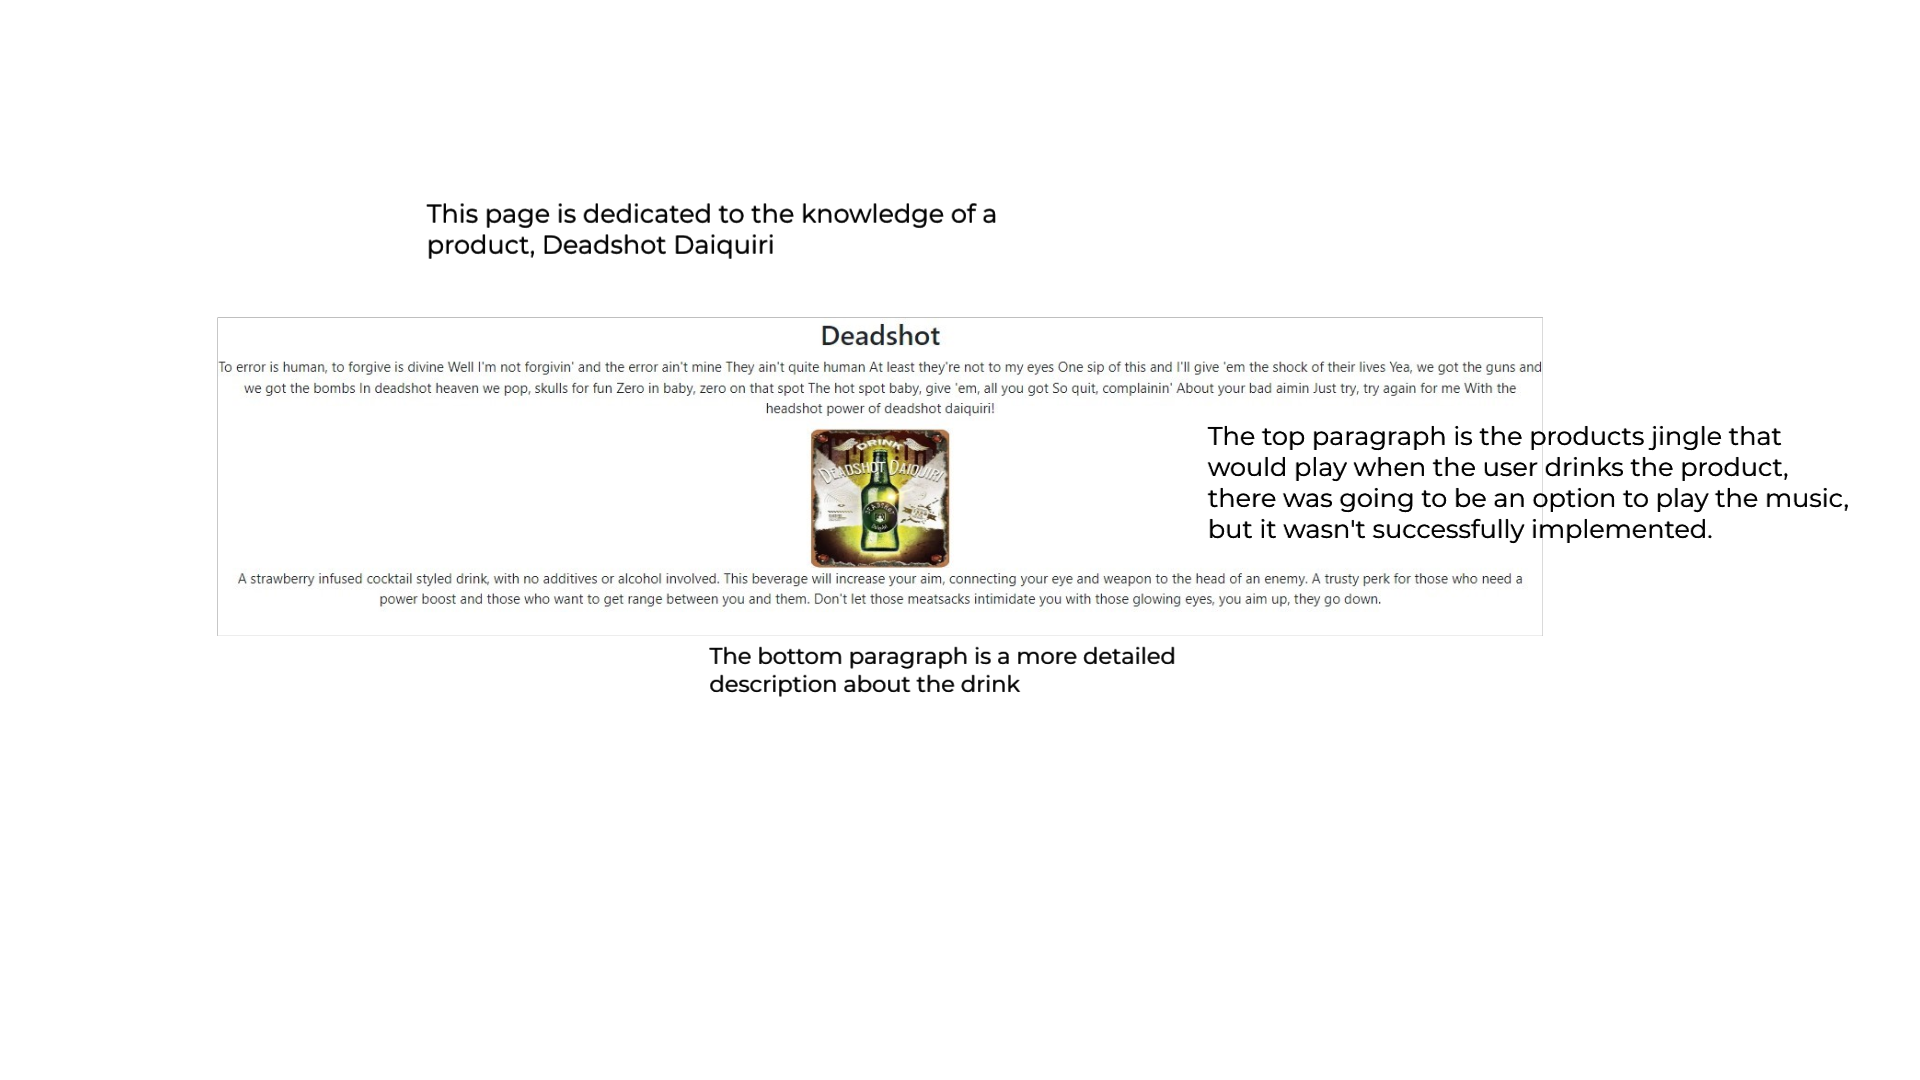 This page is dedicated to the knowledge of a
product, Deadshot Daiquiri
Deadshot
To error is human, to forgive is divine Well I'm not forgivin' and the error ain't mine They ain't quite human At least they're not to my eyes One sip of this and I'll give 'em the shock of their lives Yea, we got the guns and
we got the bombs In deadshot heaven we pop, skulls for fun Zero in baby, zero on that spot The hot spot baby, give 'em, all you got So quit, complainin' About your bad aimin Just try, try again for me With the
headshot power of deadshot daiquiri!
DRINK
DEADSHOT DAIQUIRI
The top paragraph is the products jingle that
would play when the user drinks the product,
there was going to be an option to play the music,
but it wasn't successfully implemented.
A strawberry infused cocktail styled drink, with no additives or alcohol involved. This beverage will increase your aim, connecting your eye and weapon to the head of an enemy. A trusty perk for those who need a
power boost and those who want to get range between you and them. Don't let those meatsacks intimidate you with those glowing eyes, you aim up, they go down.
The bottom paragraph is a more detailed
description about the drink